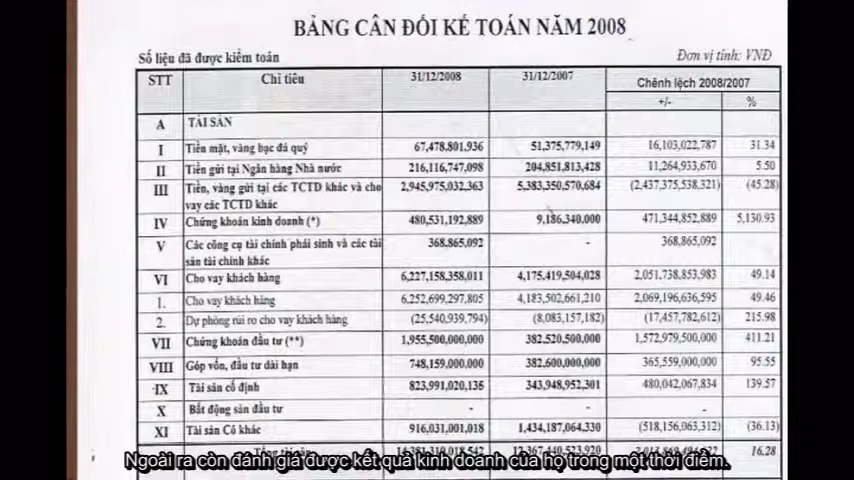 BẢNG CÂN ĐỐI KẾ TOÁN NĂM 2008
Số liệu đã được kiểm toán Đơn vị tính: VNĐ
STT Chỉ tiêu 31/12/2008 31/12/2007 Chênh lệch 2008/2007
+/- %
A TÀI SẢN
I Tiền mặt, vàng bạc đá quý 67,478,801,936 51,375,779,149 16,103,022,787 31.34
II Tiền gửi tại Ngân hàng Nhà nước 216,116,747,098 204,851,813,428 11,264,933,670 5.50
III Tiền, vàng gửi tại các TCTD khác và cho 2,945,975,032,363 5,383,350,570,684 (2,437,375,538,321) (45.28)
vay các TCTD khác
IV Chứng khoán kinh doanh (*) 480,531,192,889 9,186,340,000 471,344,852,889 5,130.93
V Các công cụ tài chính phái sinh và các tài 368,865,092 - 368,865,092
sản tài chính khác
VI Cho vay khách hàng 6,227,158,358,011 4,175,419,504,028 2,051,738,853,983 49.14
1. Cho vay khách hàng 6,252,699,297,805 4,183,502,661,210 2,069,196,636,595 49.46
2. Dự phòng rủi ro cho vay khách hàng (25,540,939,794) (8,083,157,182) (17,457,782,612) 215.98
VII Chứng khoán đầu tư (**) 1,955,500,000,000 382,520,500,000 1,572,979,500,000 411.21
VIII Góp vốn, đầu tư dài hạn 748,159,000,000 382,600,000,000 365,559,000,000 95.55
IX Tài sản cố định 823,991,020,135 343,948,952,301 480,042,067,834 139.57
X Bất động sản đầu tư - - -
XI Tài sản Có khác 916,031,001,018 1,434,187,064,330 (518,156,063,312) (36.13)
16.28
Ngoài ra còn đánh giá được kết quả kinh doanh của họ trong một thời điểm.